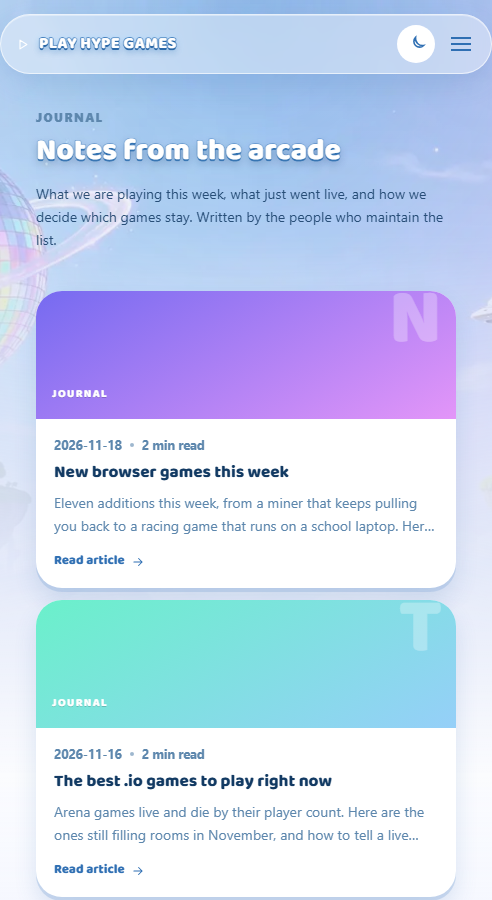 PLAY HYPE GAMES
JOURNAL
Notes from the arcade
What we are playing this week, what just went live, and how we
decide which games stay. Written by the people who maintain the
list.
N
JOURNAL
2026-11-18 • 2 min read
New browser games this week
Eleven additions this week, from a miner that keeps pulling
you back to a racing game that runs on a school laptop. Her...
Read article →
T
JOURNAL
2026-11-16 • 2 min read
The best .io games to play right now
Arena games live and die by their player count. Here are the
ones still filling rooms in November, and how to tell a live...
Read article →